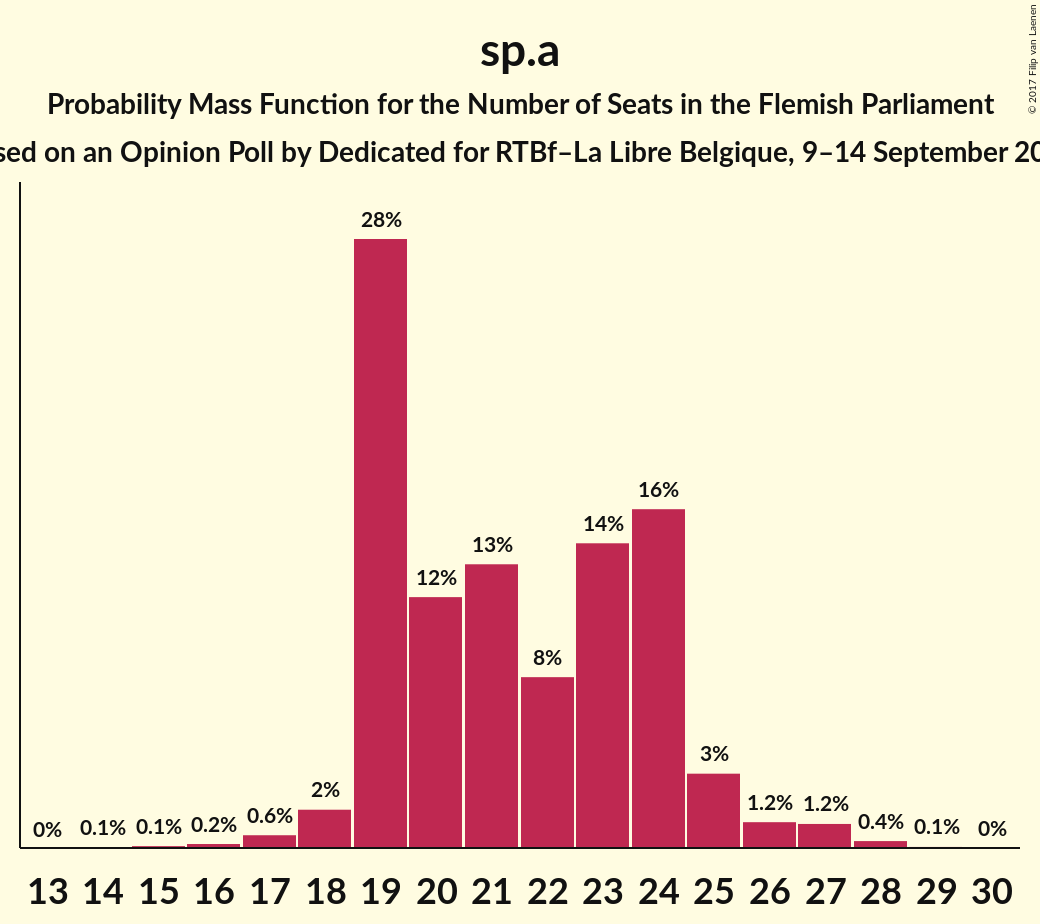 sp.a
Probability Mass Function for the Number of Seats in the Flemish Parliament
sed on an Opinion Poll by Dedicated for RTBf–La Libre Belgique, 9–14 September 20
© 2017 Filip van Laenen
28%
16%
14%
13%
12%
8%
3%
2%
0% 0.1% 0.1% 0.2% 0.6% 1.2% 1.2% 0.4% 0.1% 0%
13 14 15 16 17 18 19 20 21 22 23 24 25 26 27 28 29 30